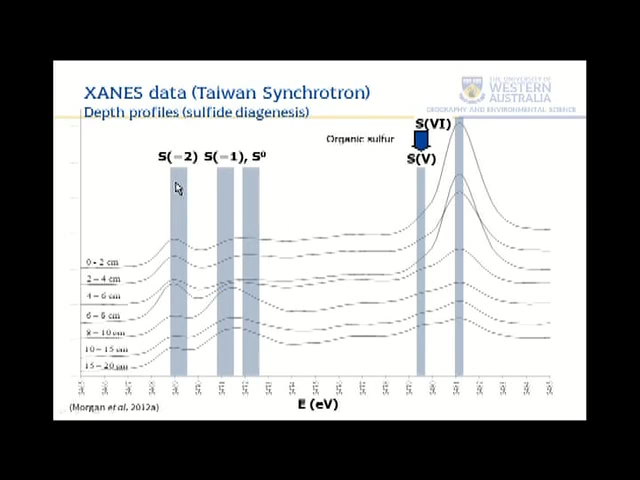 XANES data (Taiwan Synchrotron)
Depth profiles (sulfide diagenesis)
THE UNIVERSITY OF
WESTERN
AUSTRALIA
GEOGRAPHY AND ENVIRONMENTAL SCIENCE
S(VI)
Organic sulfur
S(V)
S(−2) S(−1), S⁰
0 - 2 cm
2 – 4 cm
4 – 6 cm
6 – 8 cm
8 – 10 cm
10 – 15 cm
15 – 20 cm
E (eV)
(Morgan et al, 2012a)